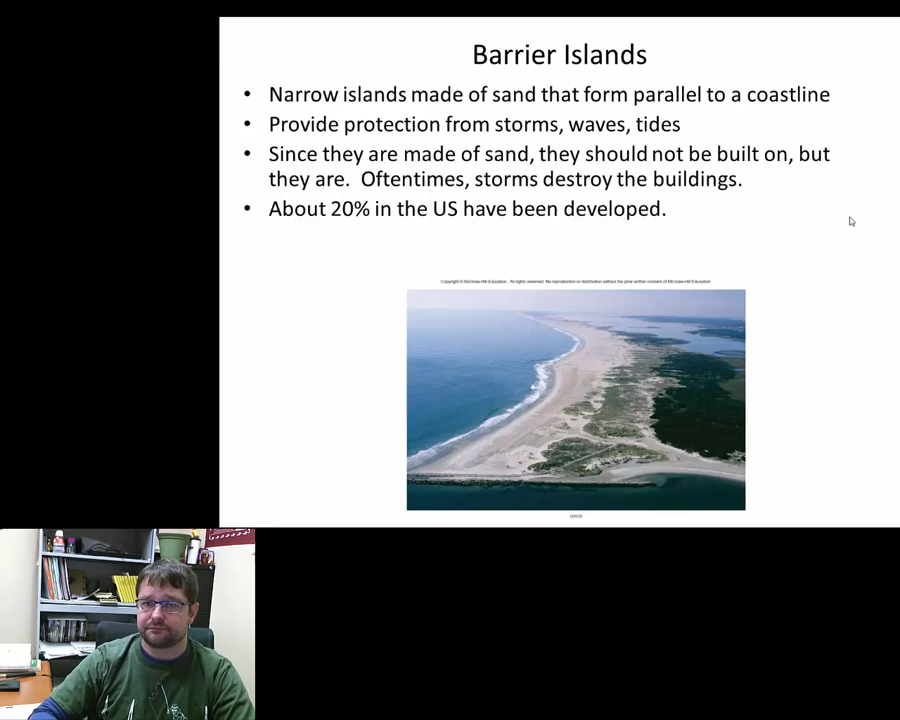 Barrier Islands
• Narrow islands made of sand that form parallel to a coastline
• Provide protection from storms, waves, tides
• Since they are made of sand, they should not be built on, but
they are.  Oftentimes, storms destroy the buildings.
• About 20% in the US have been developed.
Copyright © McGraw-Hill Education.  All rights reserved. No reproduction or distribution without the prior written consent of McGraw-Hill Education.